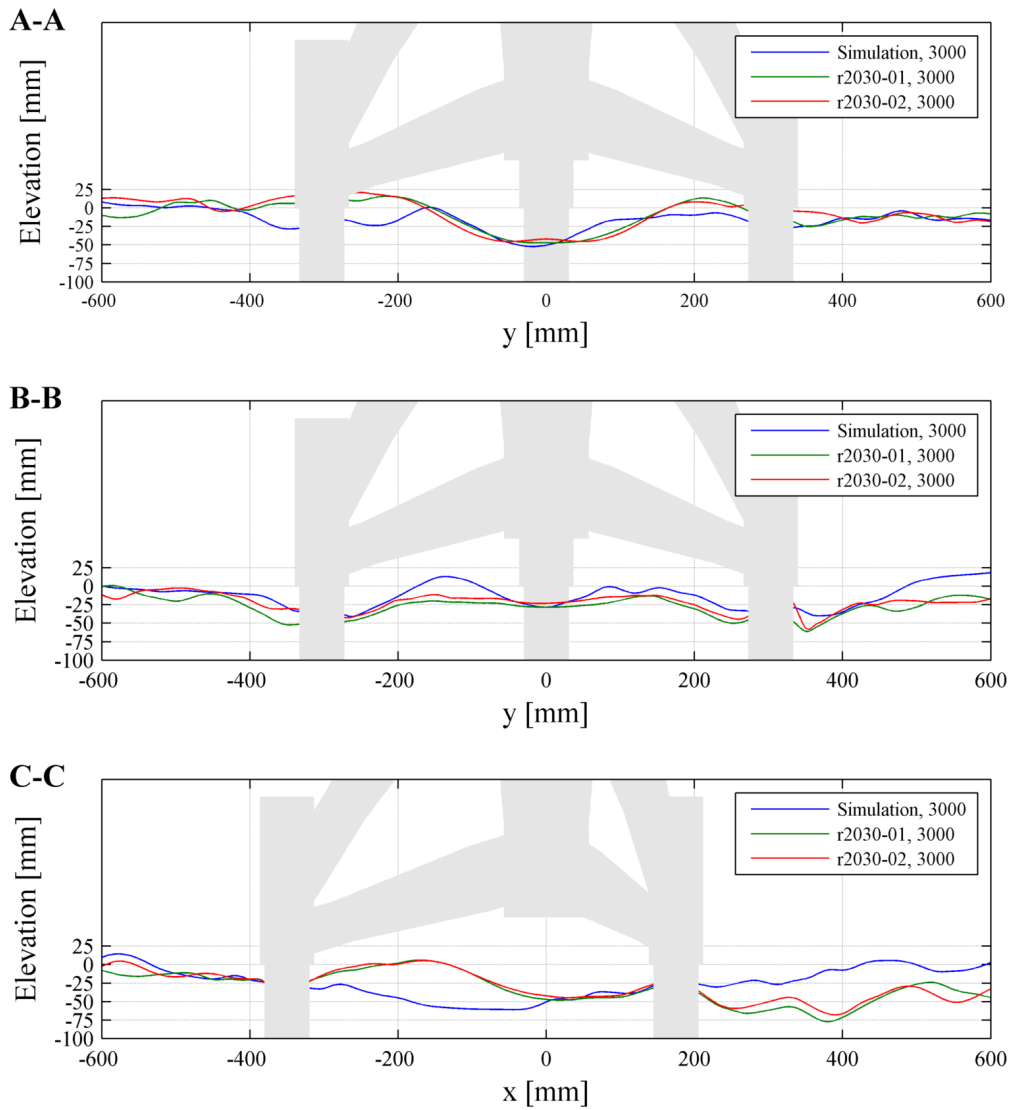 A-A
Elevation [mm]
Simulation, 3000
r2030-01, 3000
r2030-02, 3000
25
0
-25
-50
-75
-100
-600
-400
-200
0
200
400
600
y [mm]
B-B
Elevation [mm]
Simulation, 3000
r2030-01, 3000
r2030-02, 3000
25
0
-25
-50
-75
-100
-600
-400
-200
0
200
400
600
y [mm]
C-C
Elevation [mm]
Simulation, 3000
r2030-01, 3000
r2030-02, 3000
25
0
-25
-50
-75
-100
-600
-400
-200
0
200
400
600
x [mm]